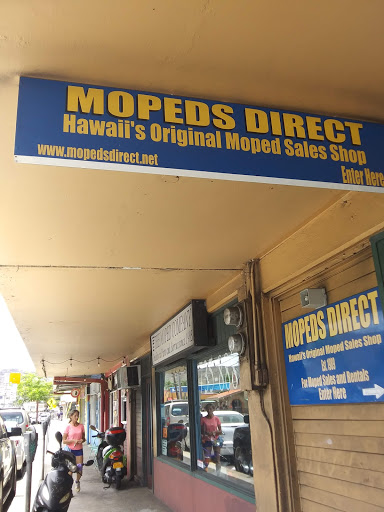 MOPEDS DIRECT
Hawaii's Original Moped Sales Shop
www.mopedsdirect.net
Enter Here
MOPEDS DIRECT
Hawaii's Original Moped Sales Shop
For Moped Sales and Rentals
Enter Here